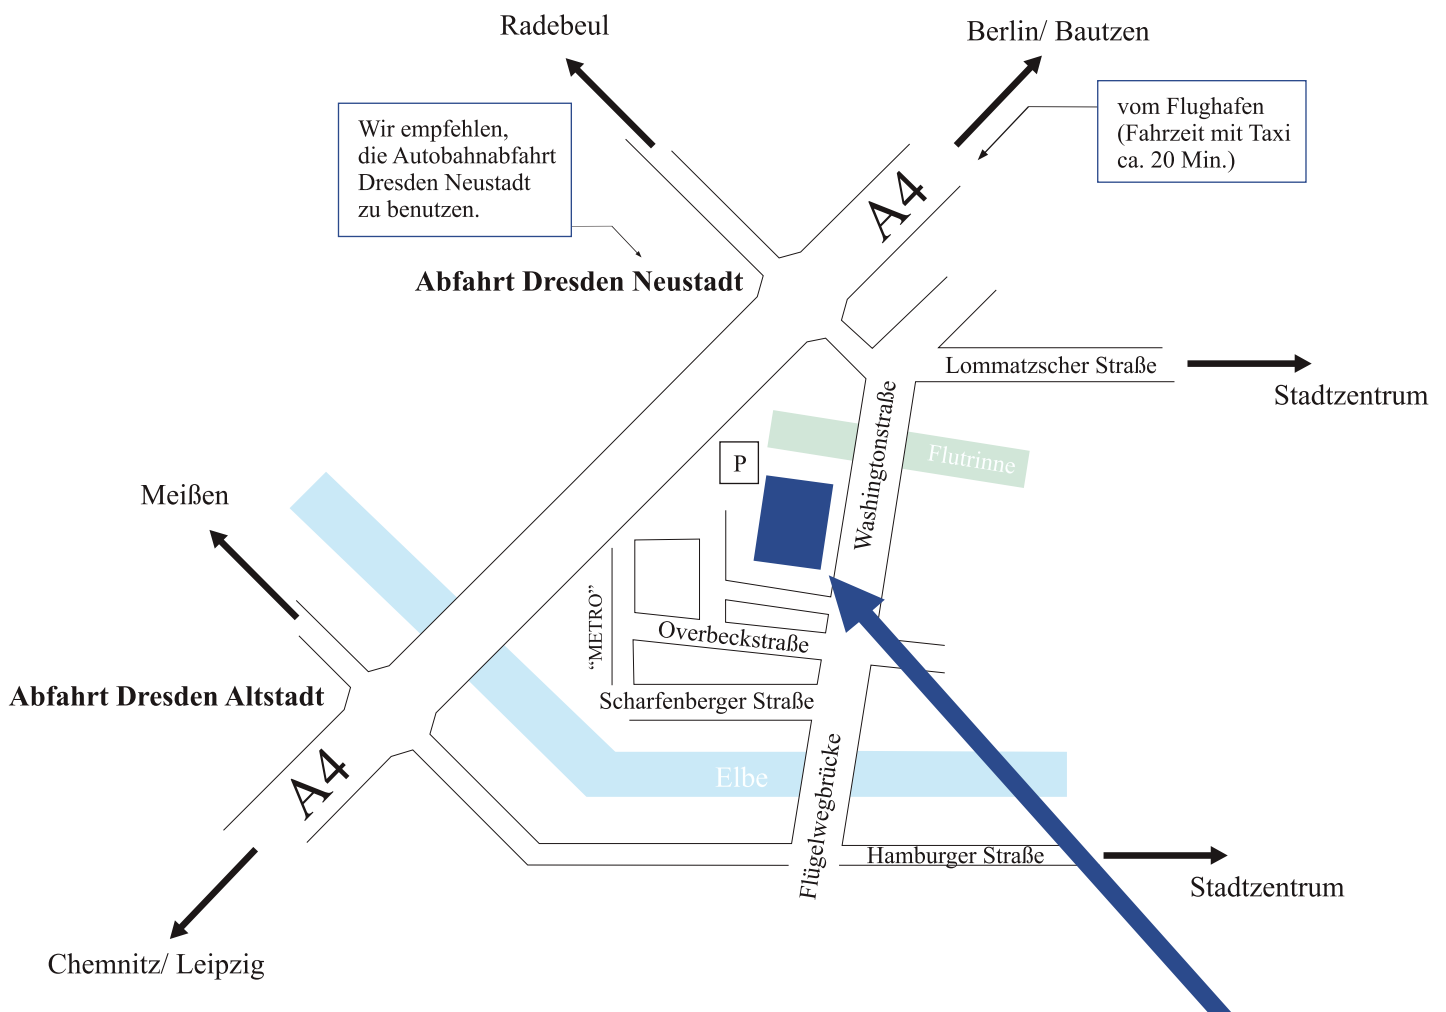 Radebeul
Berlin/ Bautzen
vom Flughafen
(Fahrzeit mit Taxi
ca. 20 Min.)
Wir empfehlen,
die Autobahnabfahrt
Dresden Neustadt
zu benutzen.
A4
Abfahrt Dresden Neustadt
Lommatzscher Straße
Stadtzentrum
Washingtonstraße
Flutrinne
P
Meißen
"METRO"
Overbeckstraße
Abfahrt Dresden Altstadt
Scharfenberger Straße
A4
Elbe
Flügelwegbrücke
Hamburger Straße
Stadtzentrum
Chemnitz/ Leipzig